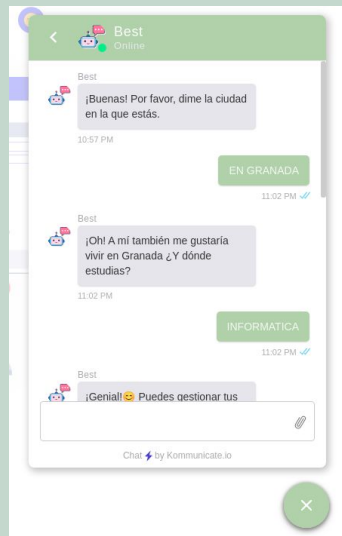 Best
Online
Best
¡Buenas! Por favor, dime la ciudad
en la que estás.
10:57 PM
EN GRANADA
11:02 PM
Best
¡Oh! A mí también me gustaría
vivir en Granada ¿Y dónde
estudias?
11:02 PM
INFORMATICA
11:02 PM
Best
¡Genial!😊 Puedes gestionar tus
Chat ⚡ by Kommunicate.io